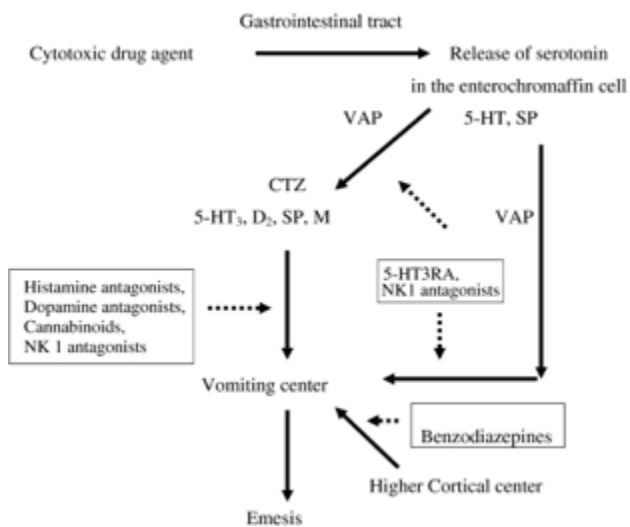 Gastrointestinal tract
Cytotoxic drug agent
Release of serotonin
in the enterochromaffin cell
VAP
5-HT, SP
CTZ
5-HT₃, D₂, SP, M
VAP
Histamine antagonists,
Dopamine antagonists,
Cannabinoids,
NK 1 antagonists
5-HT3RA,
NK1 antagonists
Vomiting center
Benzodiazepines
Higher Cortical center
Emesis